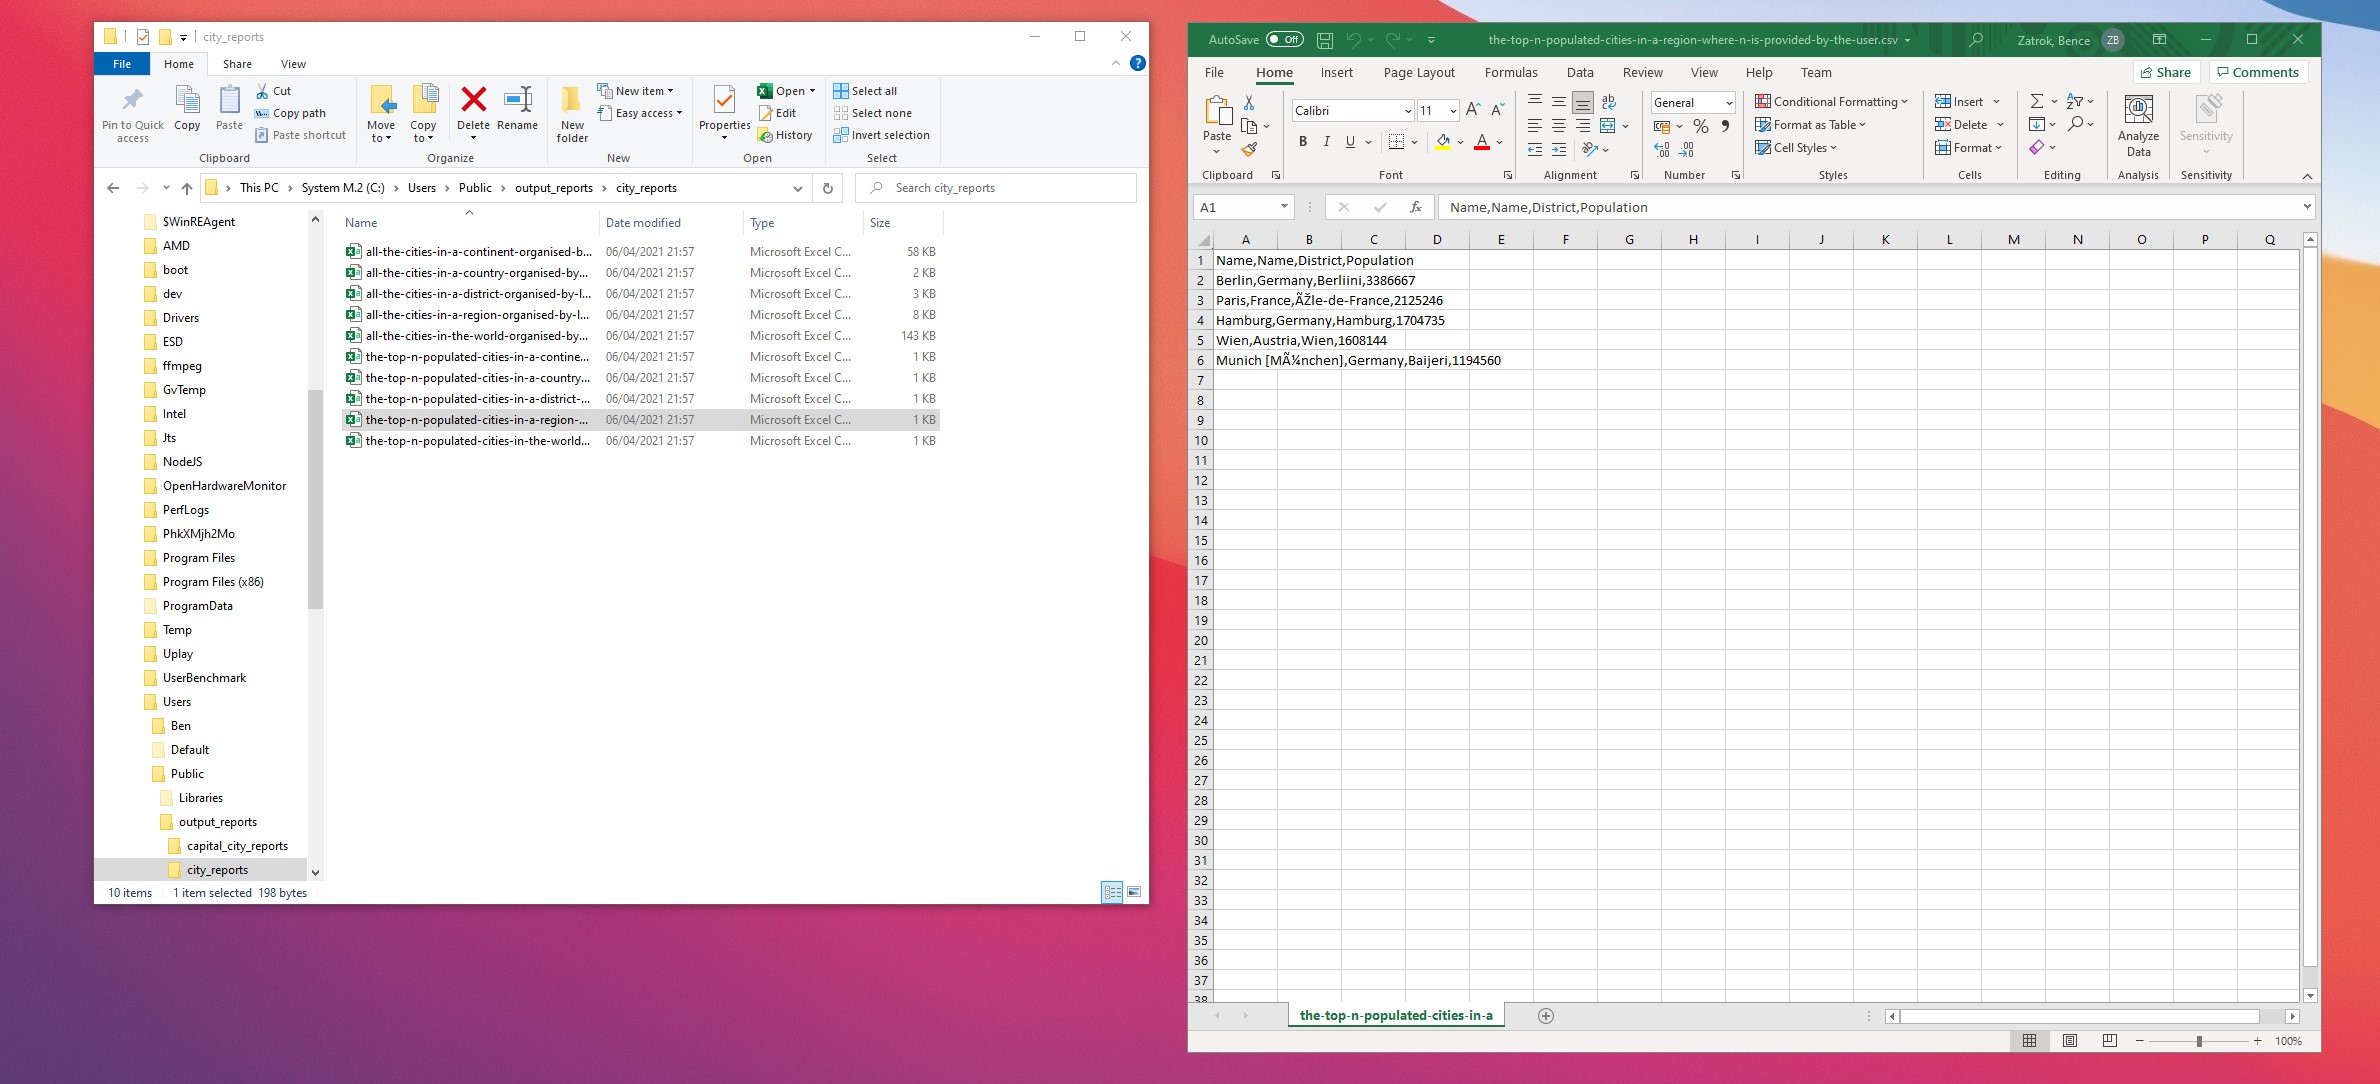 city_reports
File Home Share View
Pin to Quick access
Copy
Paste
Cut
Copy path
Paste shortcut
Clipboard
Move to
Copy to
Delete
Rename
Organize
New folder
New item
Easy access
New
Properties
Open
Edit
History
Open
Select all
Select none
Invert selection
Select
This PC > System M.2 (C:) > Users > Public > output_reports > city_reports
Search city_reports
$WinREAgent
AMD
boot
dev
Drivers
ESD
ffmpeg
GvTemp
Intel
Jts
NodeJS
OpenHardwareMonitor
PerfLogs
PhkXMjh2Mo
Program Files
Program Files (x86)
ProgramData
Temp
Uplay
UserBenchmark
Users
Ben
Default
Public
Libraries
output_reports
capital_city_reports
city_reports
Name Date modified Type Size
all-the-cities-in-a-continent-organised-b... 06/04/2021 21:57 Microsoft Excel C... 58 KB
all-the-cities-in-a-country-organised-by... 06/04/2021 21:57 Microsoft Excel C... 2 KB
all-the-cities-in-a-district-organised-by-l... 06/04/2021 21:57 Microsoft Excel C... 3 KB
all-the-cities-in-a-region-organised-by-l... 06/04/2021 21:57 Microsoft Excel C... 8 KB
all-the-cities-in-the-world-organised-by... 06/04/2021 21:57 Microsoft Excel C... 143 KB
the-top-n-populated-cities-in-a-contine... 06/04/2021 21:57 Microsoft Excel C... 1 KB
the-top-n-populated-cities-in-a-country... 06/04/2021 21:57 Microsoft Excel C... 1 KB
the-top-n-populated-cities-in-a-district-... 06/04/2021 21:57 Microsoft Excel C... 1 KB
the-top-n-populated-cities-in-a-region-... 06/04/2021 21:57 Microsoft Excel C... 1 KB
the-top-n-populated-cities-in-the-world... 06/04/2021 21:57 Microsoft Excel C... 1 KB
10 items 1 item selected 198 bytes
AutoSave Off
the-top-n-populated-cities-in-a-region-where-n-is-provided-by-the-user.csv
Zatrok, Bence ZB
File Home Insert Page Layout Formulas Data Review View Help Team
Share Comments
Paste
Clipboard
Calibri 11
B I U
Font
Alignment
General
%
Number
Conditional Formatting
Format as Table
Cell Styles
Styles
Insert
Delete
Format
Cells
Editing
Analyze Data
Analysis
Sensitivity
Sensitivity
A1
fx
Name,Name,District,Population
A B C D E F G H I J K L M N O P Q
1 Name,Name,District,Population
2 Berlin,Germany,Berliini,3386667
3 Paris,France,ÃŽle-de-France,2125246
4 Hamburg,Germany,Hamburg,1704735
5 Wien,Austria,Wien,1608144
6 Munich [MÃ¼nchen],Germany,Baijeri,1194560
7
8
9
10
11
12
13
14
15
16
17
18
19
20
21
22
23
24
25
26
27
28
29
30
31
32
33
34
35
36
37
38
the-top-n-populated-cities-in-a
100%